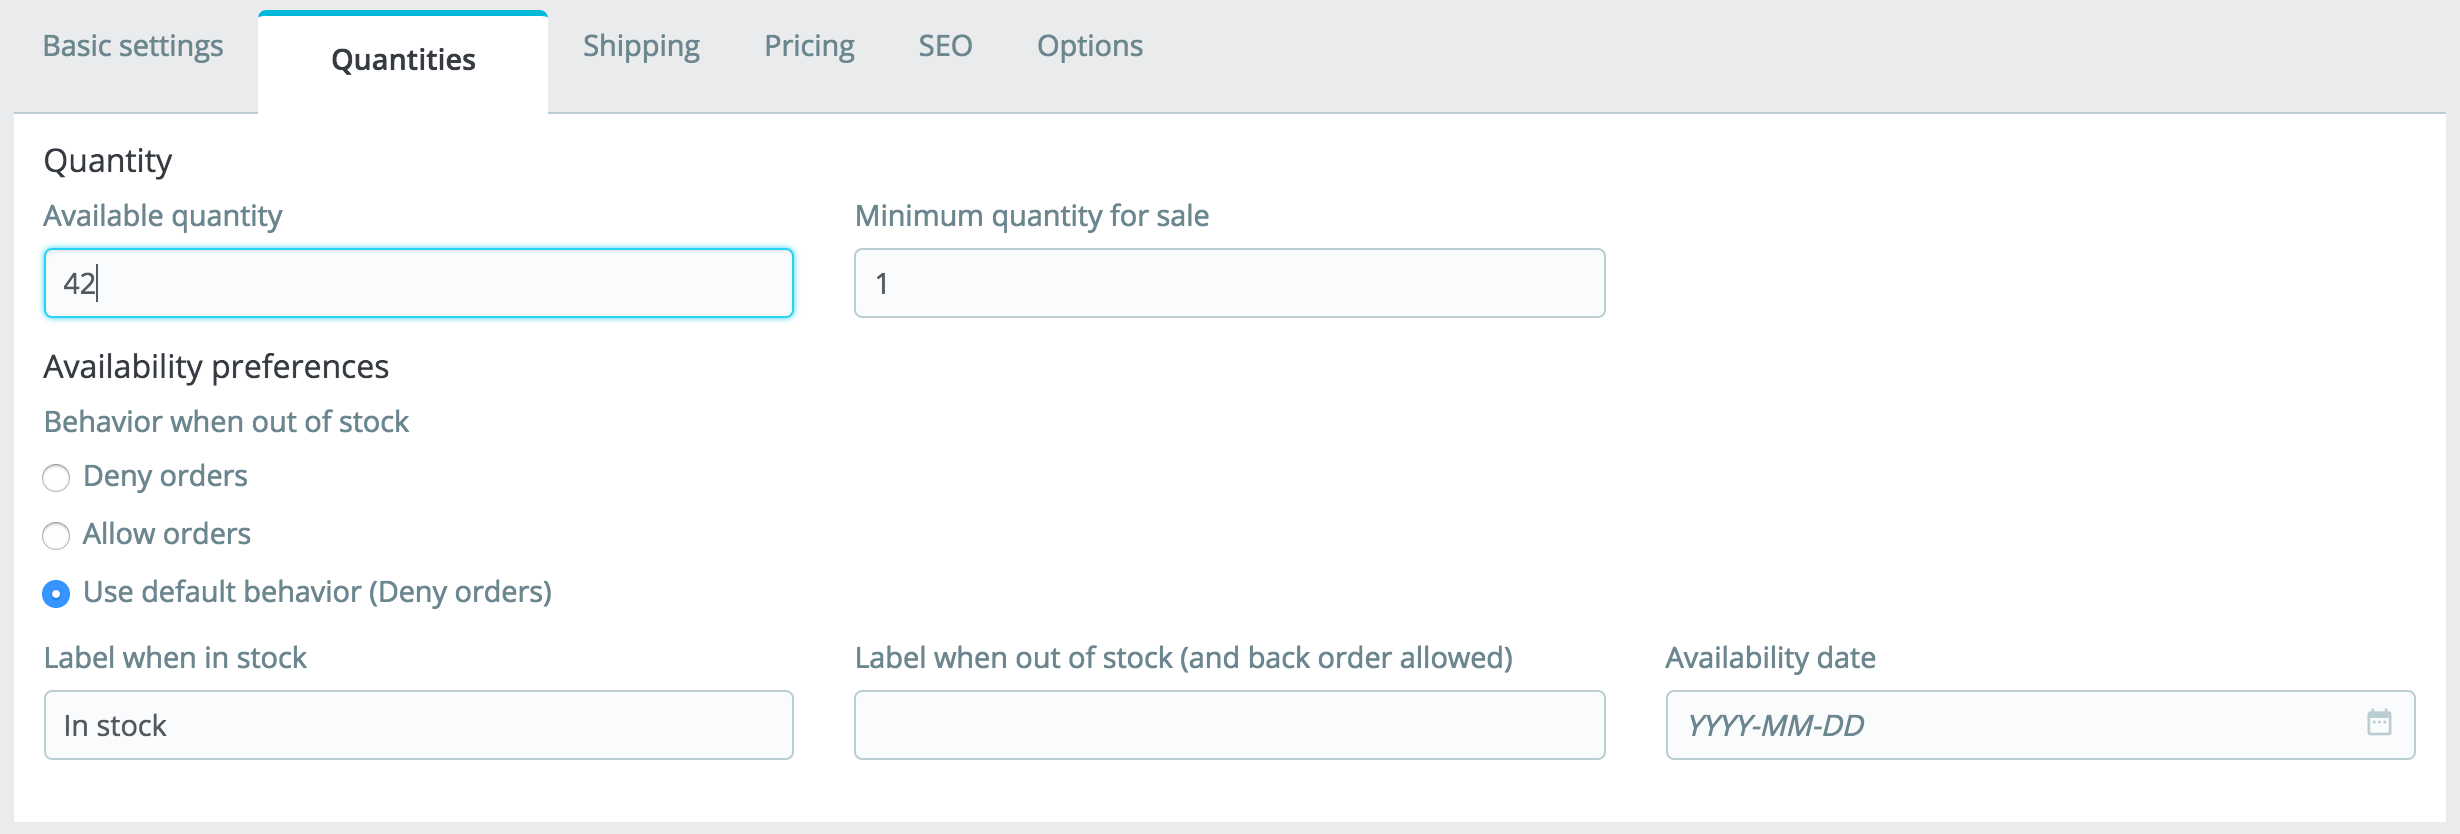 Basic settings Quantities Shipping Pricing SEO Options
Quantity
Available quantity Minimum quantity for sale
42 1
Availability preferences
Behavior when out of stock
Deny orders
Allow orders
Use default behavior (Deny orders)
Label when in stock Label when out of stock (and back order allowed) Availability date
In stock YYYY-MM-DD